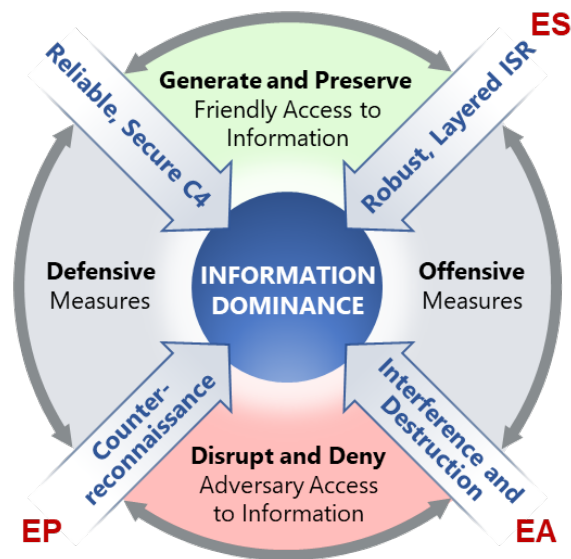 ES
Reliable, Secure C4
Generate and Preserve
Friendly Access to
Information
Robust, Layered ISR
Defensive
Measures
INFORMATION
DOMINANCE
Offensive
Measures
Counter-
reconnaissance
Disrupt and Deny
Adversary Access
to Information
Interference and
Destruction
EP
EA